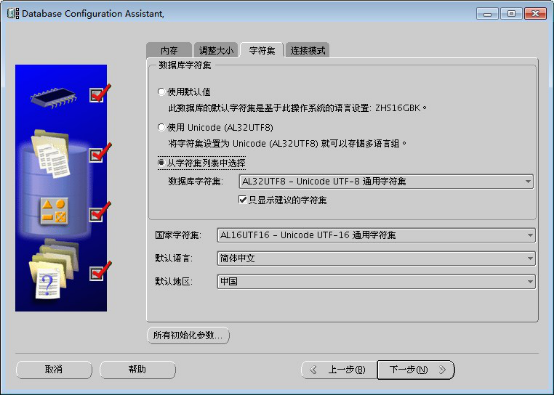 Database Configuration Assistant,
内存 调整大小 字符集 连接模式
数据库字符集
使用默认值
此数据库的默认字符集是基于此操作系统的语言设置: ZHS16GBK。
使用 Unicode (AL32UTF8)
将字符集设置为 Unicode (AL32UTF8) 就可以存储多语言组。
从字符集列表中选择
数据库字符集: AL32UTF8 - Unicode UTF-8 通用字符集
只显示建议的字符集
国家字符集: AL16UTF16 - Unicode UTF-16 通用字符集
默认语言: 简体中文
默认地区: 中国
所有初始化参数...
取消 帮助 上一步(B) 下一步(N)